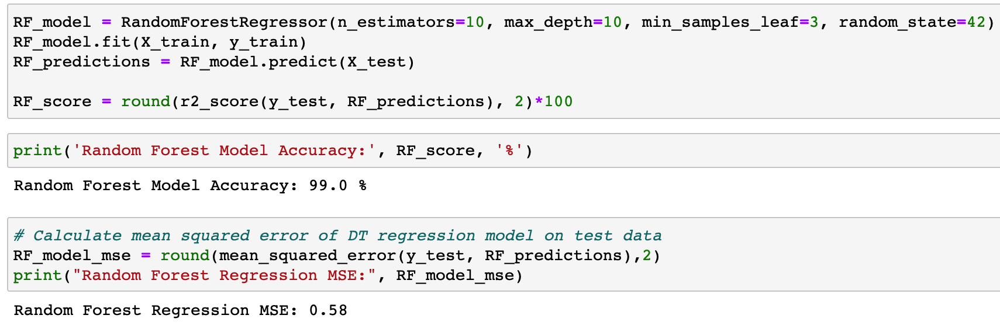 RF_model = RandomForestRegressor(n_estimators=10, max_depth=10, min_samples_leaf=3, random_state=42)
RF_model.fit(X_train, y_train)
RF_predictions = RF_model.predict(X_test)
RF_score = round(r2_score(y_test, RF_predictions), 2)*100
print('Random Forest Model Accuracy:', RF_score, '%')
Random Forest Model Accuracy: 99.0 %
# Calculate mean squared error of DT regression model on test data
RF_model_mse = round(mean_squared_error(y_test, RF_predictions),2)
print("Random Forest Regression MSE:", RF_model_mse)
Random Forest Regression MSE: 0.58